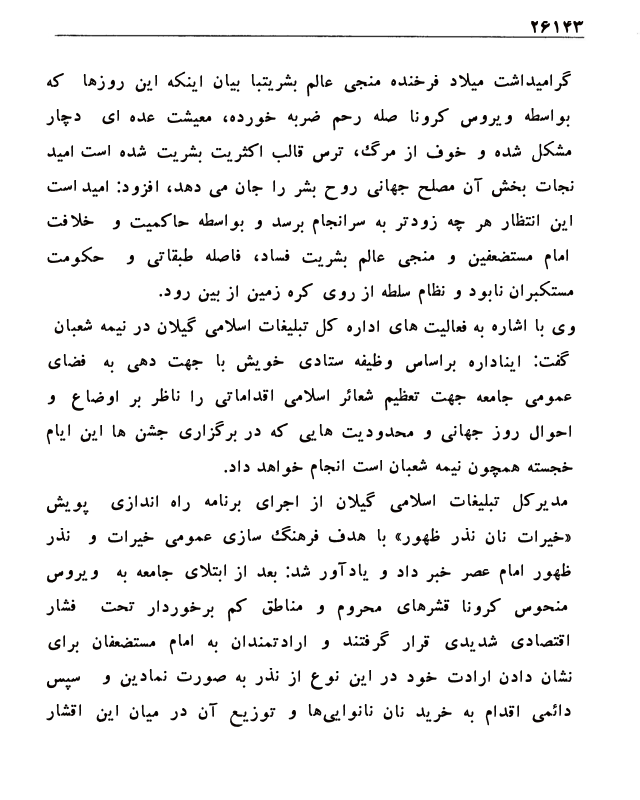 ۲۶۱۴۳
گرامیداشت میلاد فرخنده منجی عالم بشریتبا بیان اینکه این روزها که
بواسطه ویروس کرونا صله رحم ضربه خورده، معیشت عده ای دچار
مشکل شده و خوف از مرگ، ترس قالب اکثریت بشریت شده است امید
نجات بخش آن مصلح جهانی روح بشر را جان می دهد، افزود: امید است
این انتظار هر چه زودتر به سرانجام برسد و بواسطه حاکمیت و خلافت
امام مستضعفین و منجی عالم بشریت فساد، فاصله طبقاتی و حکومت
مستکبران نابود و نظام سلطه از روی کره زمین از بین رود.
وی با اشاره به فعالیت های اداره کل تبلیغات اسلامی گیلان در نیمه شعبان
گفت: ایناداره براساس وظیفه ستادی خویش با جهت دهی به فضای
عمومی جامعه جهت تعظیم شعائر اسلامی اقداماتی را ناظر بر اوضاع و
احوال روز جهانی و محدودیت هایی که در برگزاری جشن ها این ایام
خجسته همچون نیمه شعبان است انجام خواهد داد.
مدیرکل تبلیغات اسلامی گیلان از اجرای برنامه راه اندازی پویش
«خیرات نان نذر ظهور» با هدف فرهنگ سازی عمومی خیرات و نذر
ظهور امام عصر خبر داد و یادآور شد: بعد از ابتلای جامعه به ویروس
منحوس کرونا قشرهای محروم و مناطق کم برخوردار تحت فشار
اقتصادی شدیدی قرار گرفتند و ارادتمندان به امام مستضعفان برای
نشان دادن ارادت خود در این نوع از نذر به صورت نمادین و سپس
دائمی اقدام به خرید نان نانوایی‌ها و توزیع آن در میان این اقشار